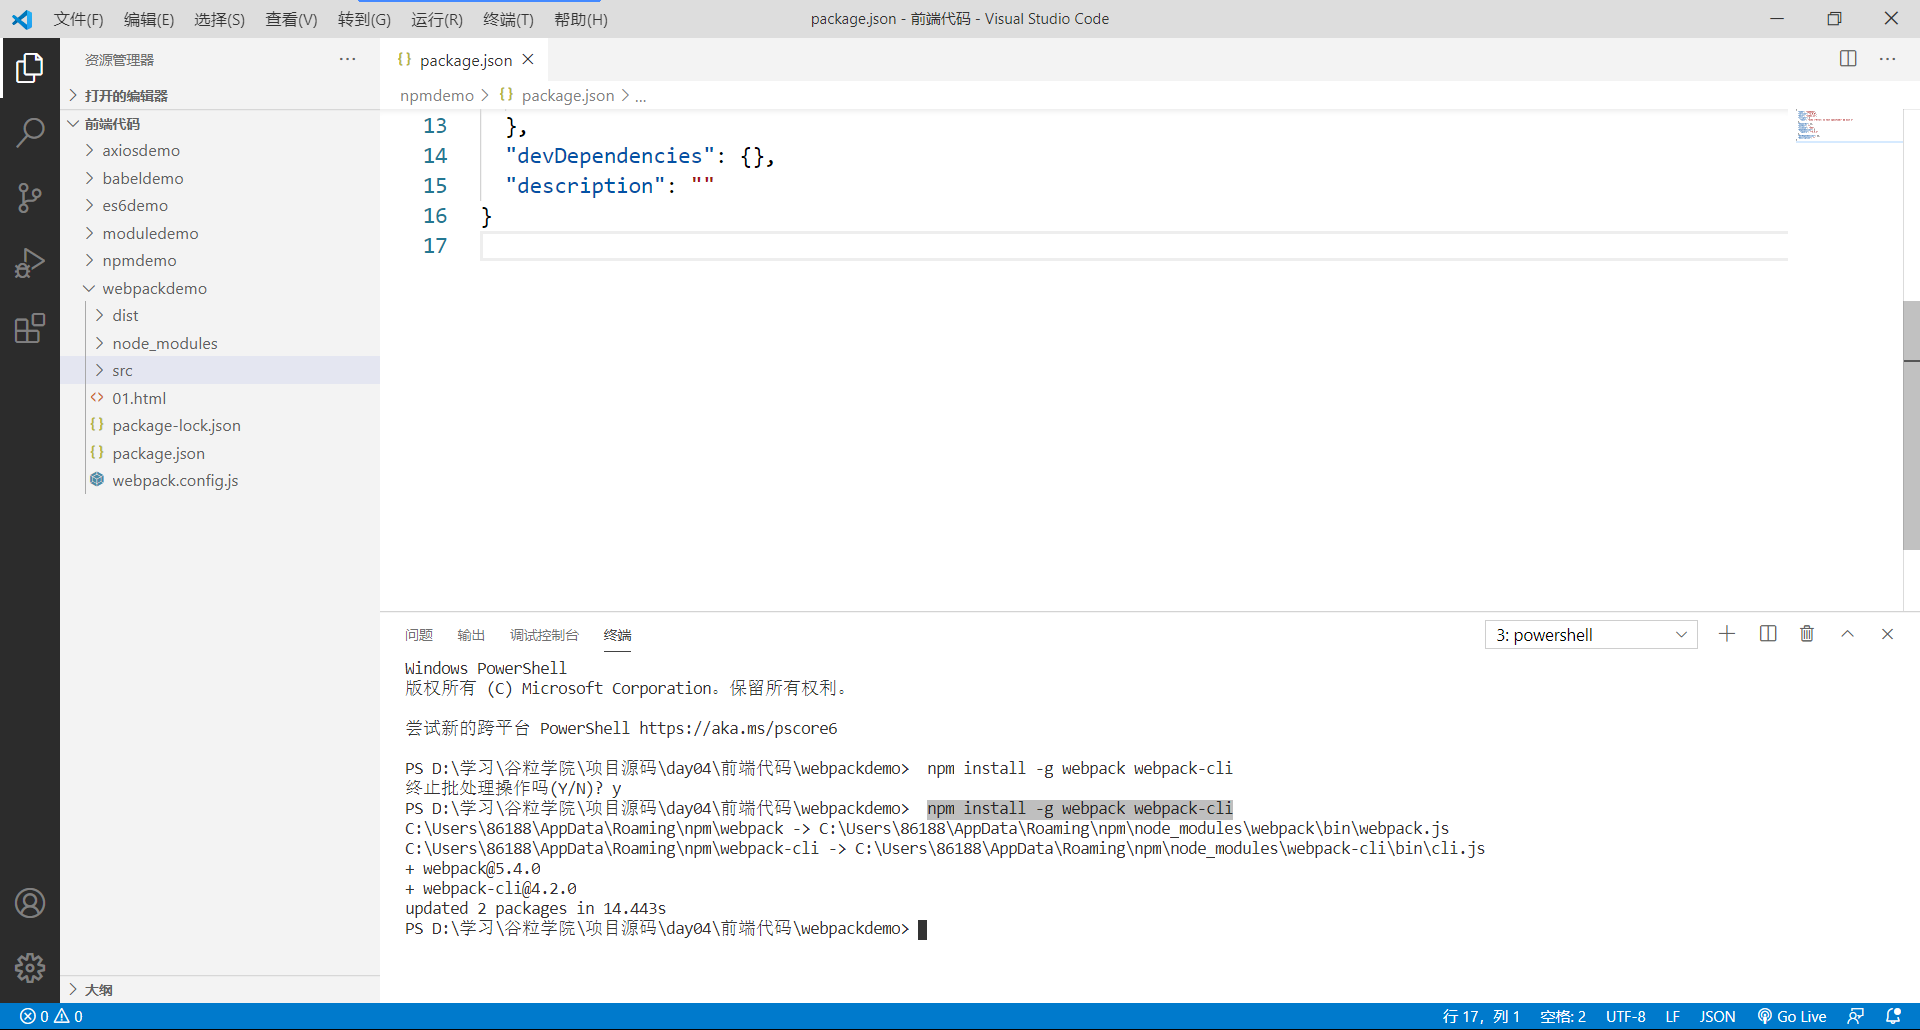 文件(F) 编辑(E) 选择(S) 查看(V) 转到(G) 运行(R) 终端(T) 帮助(H) package.json - 前端代码 - Visual Studio Code
资源管理器
打开的编辑器
前端代码
axiosdemo
babeldemo
es6demo
moduledemo
npmdemo
webpackdemo
dist
node_modules
src
01.html
package-lock.json
package.json
webpack.config.js
大纲
{} package.json
npmdemo > {} package.json > ...
13 },
14 "devDependencies": {},
15 "description": ""
16 }
17
问题 输出 调试控制台 终端 3: powershell
Windows PowerShell
版权所有 (C) Microsoft Corporation。保留所有权利。
尝试新的跨平台 PowerShell https://aka.ms/pscore6
PS D:\学习\谷粒学院\项目源码\day04\前端代码\webpackdemo> npm install -g webpack webpack-cli
终止批处理操作吗(Y/N)? y
PS D:\学习\谷粒学院\项目源码\day04\前端代码\webpackdemo> npm install -g webpack webpack-cli
C:\Users\86188\AppData\Roaming\npm\webpack -> C:\Users\86188\AppData\Roaming\npm\node_modules\webpack\bin\webpack.js
C:\Users\86188\AppData\Roaming\npm\webpack-cli -> C:\Users\86188\AppData\Roaming\npm\node_modules\webpack-cli\bin\cli.js
+ webpack@5.4.0
+ webpack-cli@4.2.0
updated 2 packages in 14.443s
PS D:\学习\谷粒学院\项目源码\day04\前端代码\webpackdemo>
0 0 行 17，列 1 空格: 2 UTF-8 LF JSON Go Live